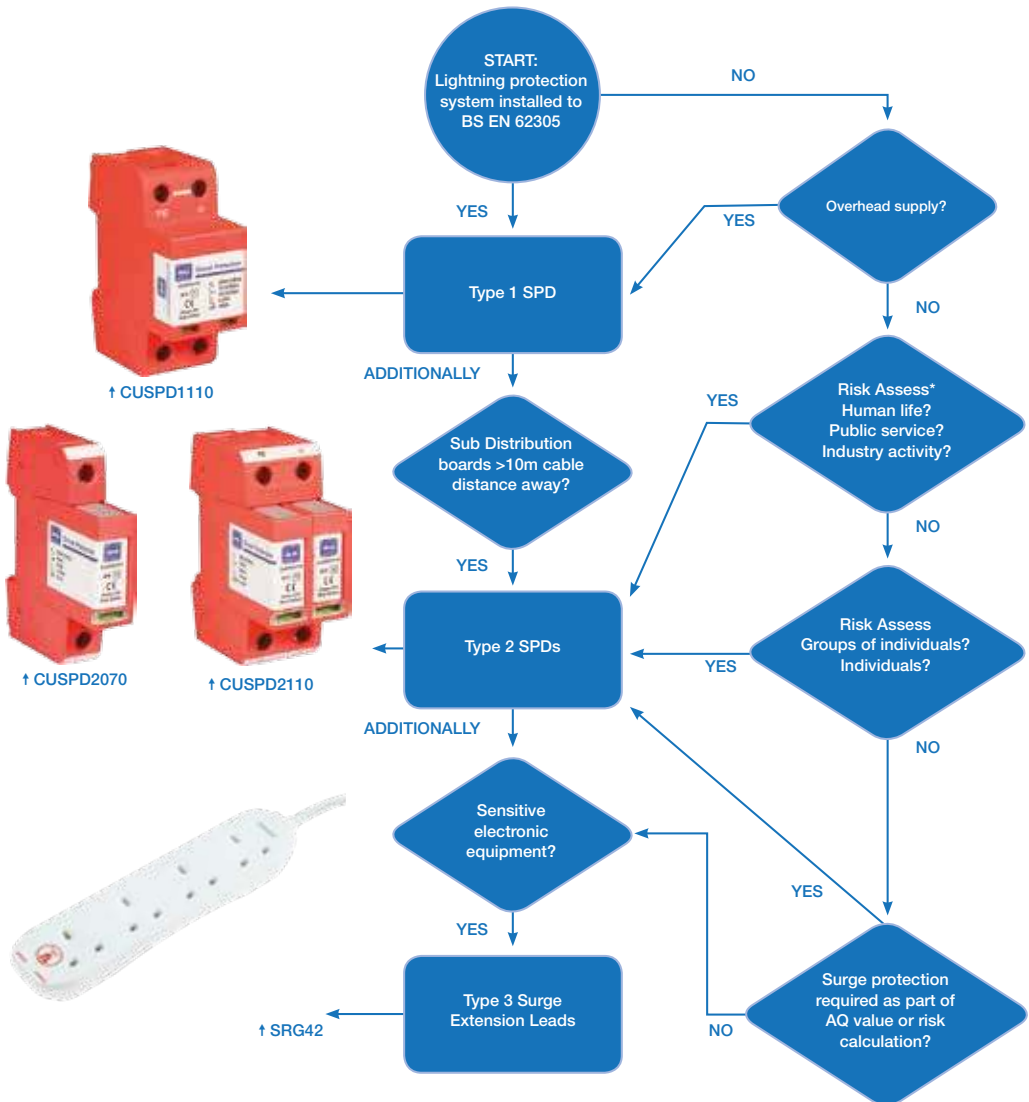 START:
Lightning protection
system installed to
BS EN 62305
NO
YES
Overhead supply?
YES
NO
Type 1 SPD
↑ CUSPD1110
ADDITIONALLY
Sub Distribution
boards >10m cable
distance away?
YES
Risk Assess*
Human life?
Public service?
Industry activity?
YES
NO
Type 2 SPDs
↑ CUSPD2070
↑ CUSPD2110
Risk Assess
Groups of individuals?
Individuals?
YES
NO
ADDITIONALLY
Sensitive
electronic
equipment?
YES
Surge protection
required as part of
AQ value or risk
calculation?
YES
NO
Type 3 Surge
Extension Leads
↑ SRG42